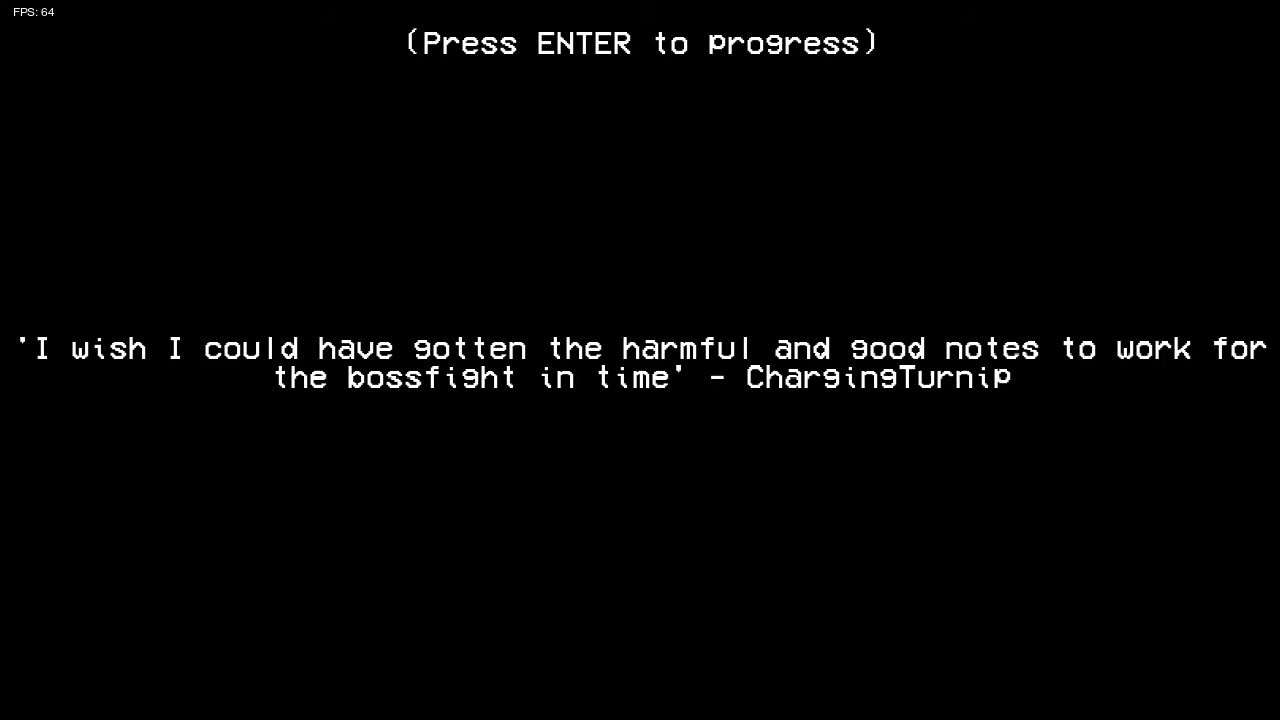 FPS: 64
(Press ENTER to progress)
'I wish I could have gotten the harmful and good notes to work for
the bossfight in time' - ChargingTurnip